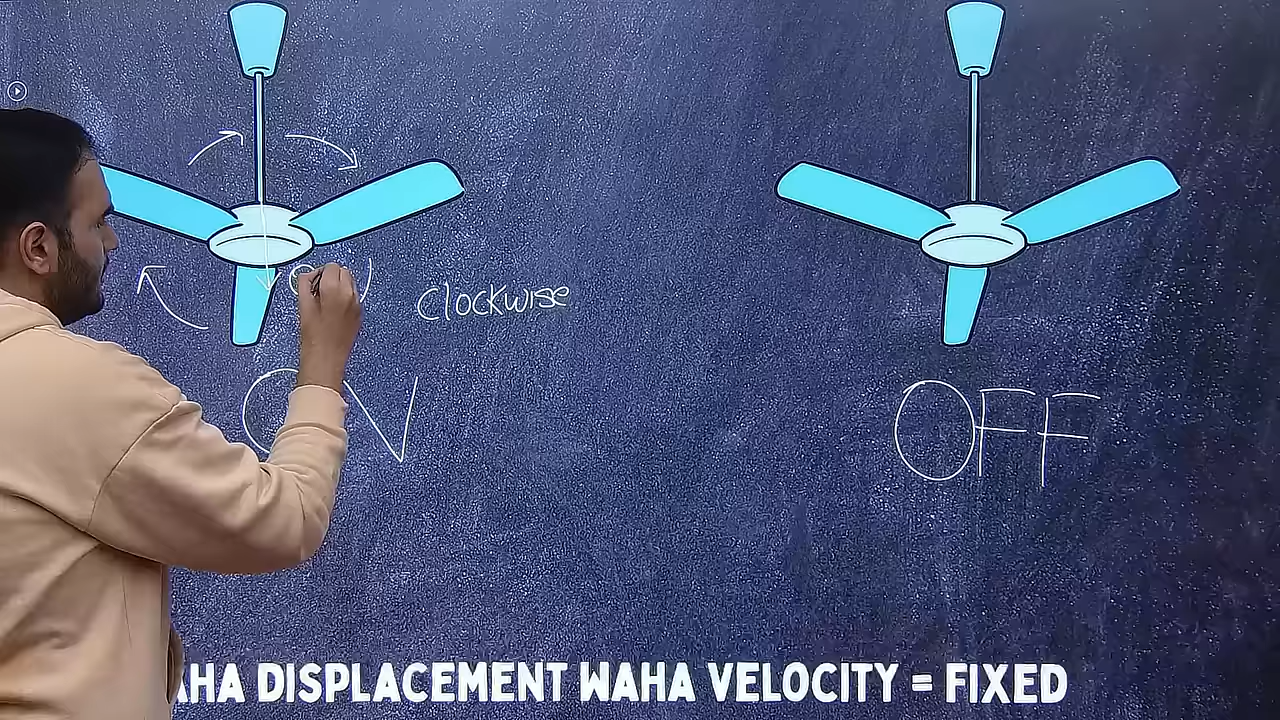 Clockwise
ON
OFF
AHA DISPLACEMENT WAHA VELOCITY = FIXED